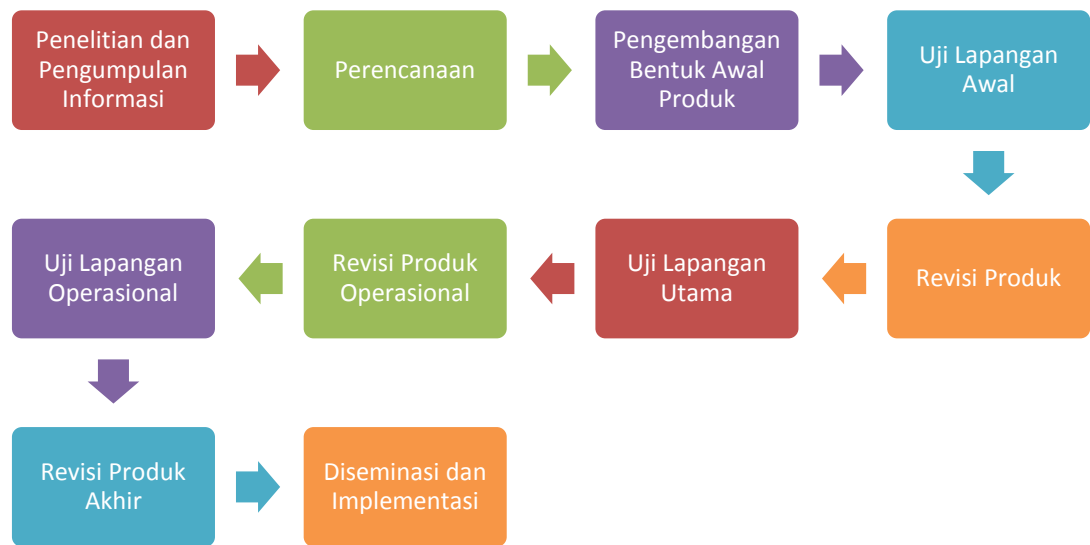 Penelitian dan
Pengumpulan
Informasi
Perencanaan
Pengembangan
Bentuk Awal
Produk
Uji Lapangan
Awal
Revisi Produk
Uji Lapangan
Utama
Revisi Produk
Operasional
Uji Lapangan
Operasional
Revisi Produk
Akhir
Diseminasi dan
Implementasi